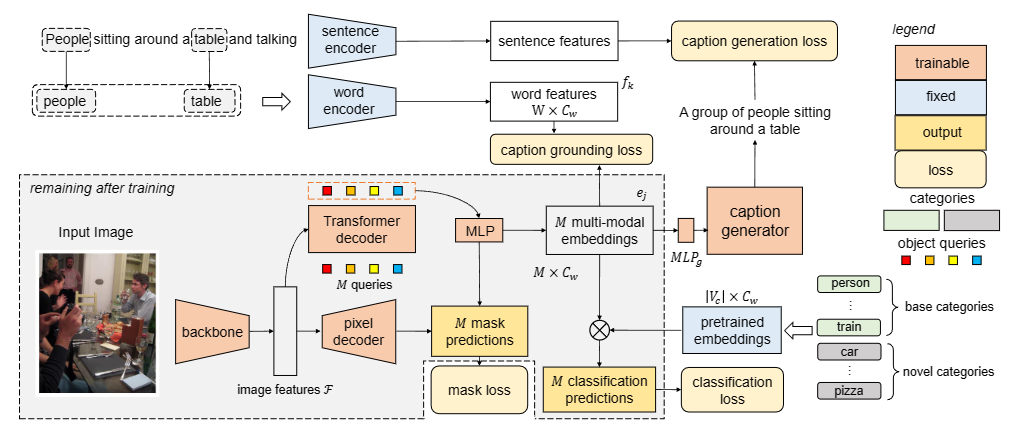 People sitting around a table and talking
people
table
sentence
encoder
sentence features
caption generation loss
word
encoder
word features
W × C_w
f_k
caption grounding loss
A group of people sitting
around a table
legend
trainable
fixed
output
loss
categories
object queries
remaining after training
Input Image
Transformer
decoder
M queries
MLP
e_j
M multi-modal
embeddings
M × C_w
MLP_g
caption
generator
backbone
image features ℱ
pixel
decoder
M mask
predictions
mask loss
|V_c| × C_w
pretrained
embeddings
M classification
predictions
classification
loss
person
⋮
train
base categories
car
⋮
pizza
novel categories